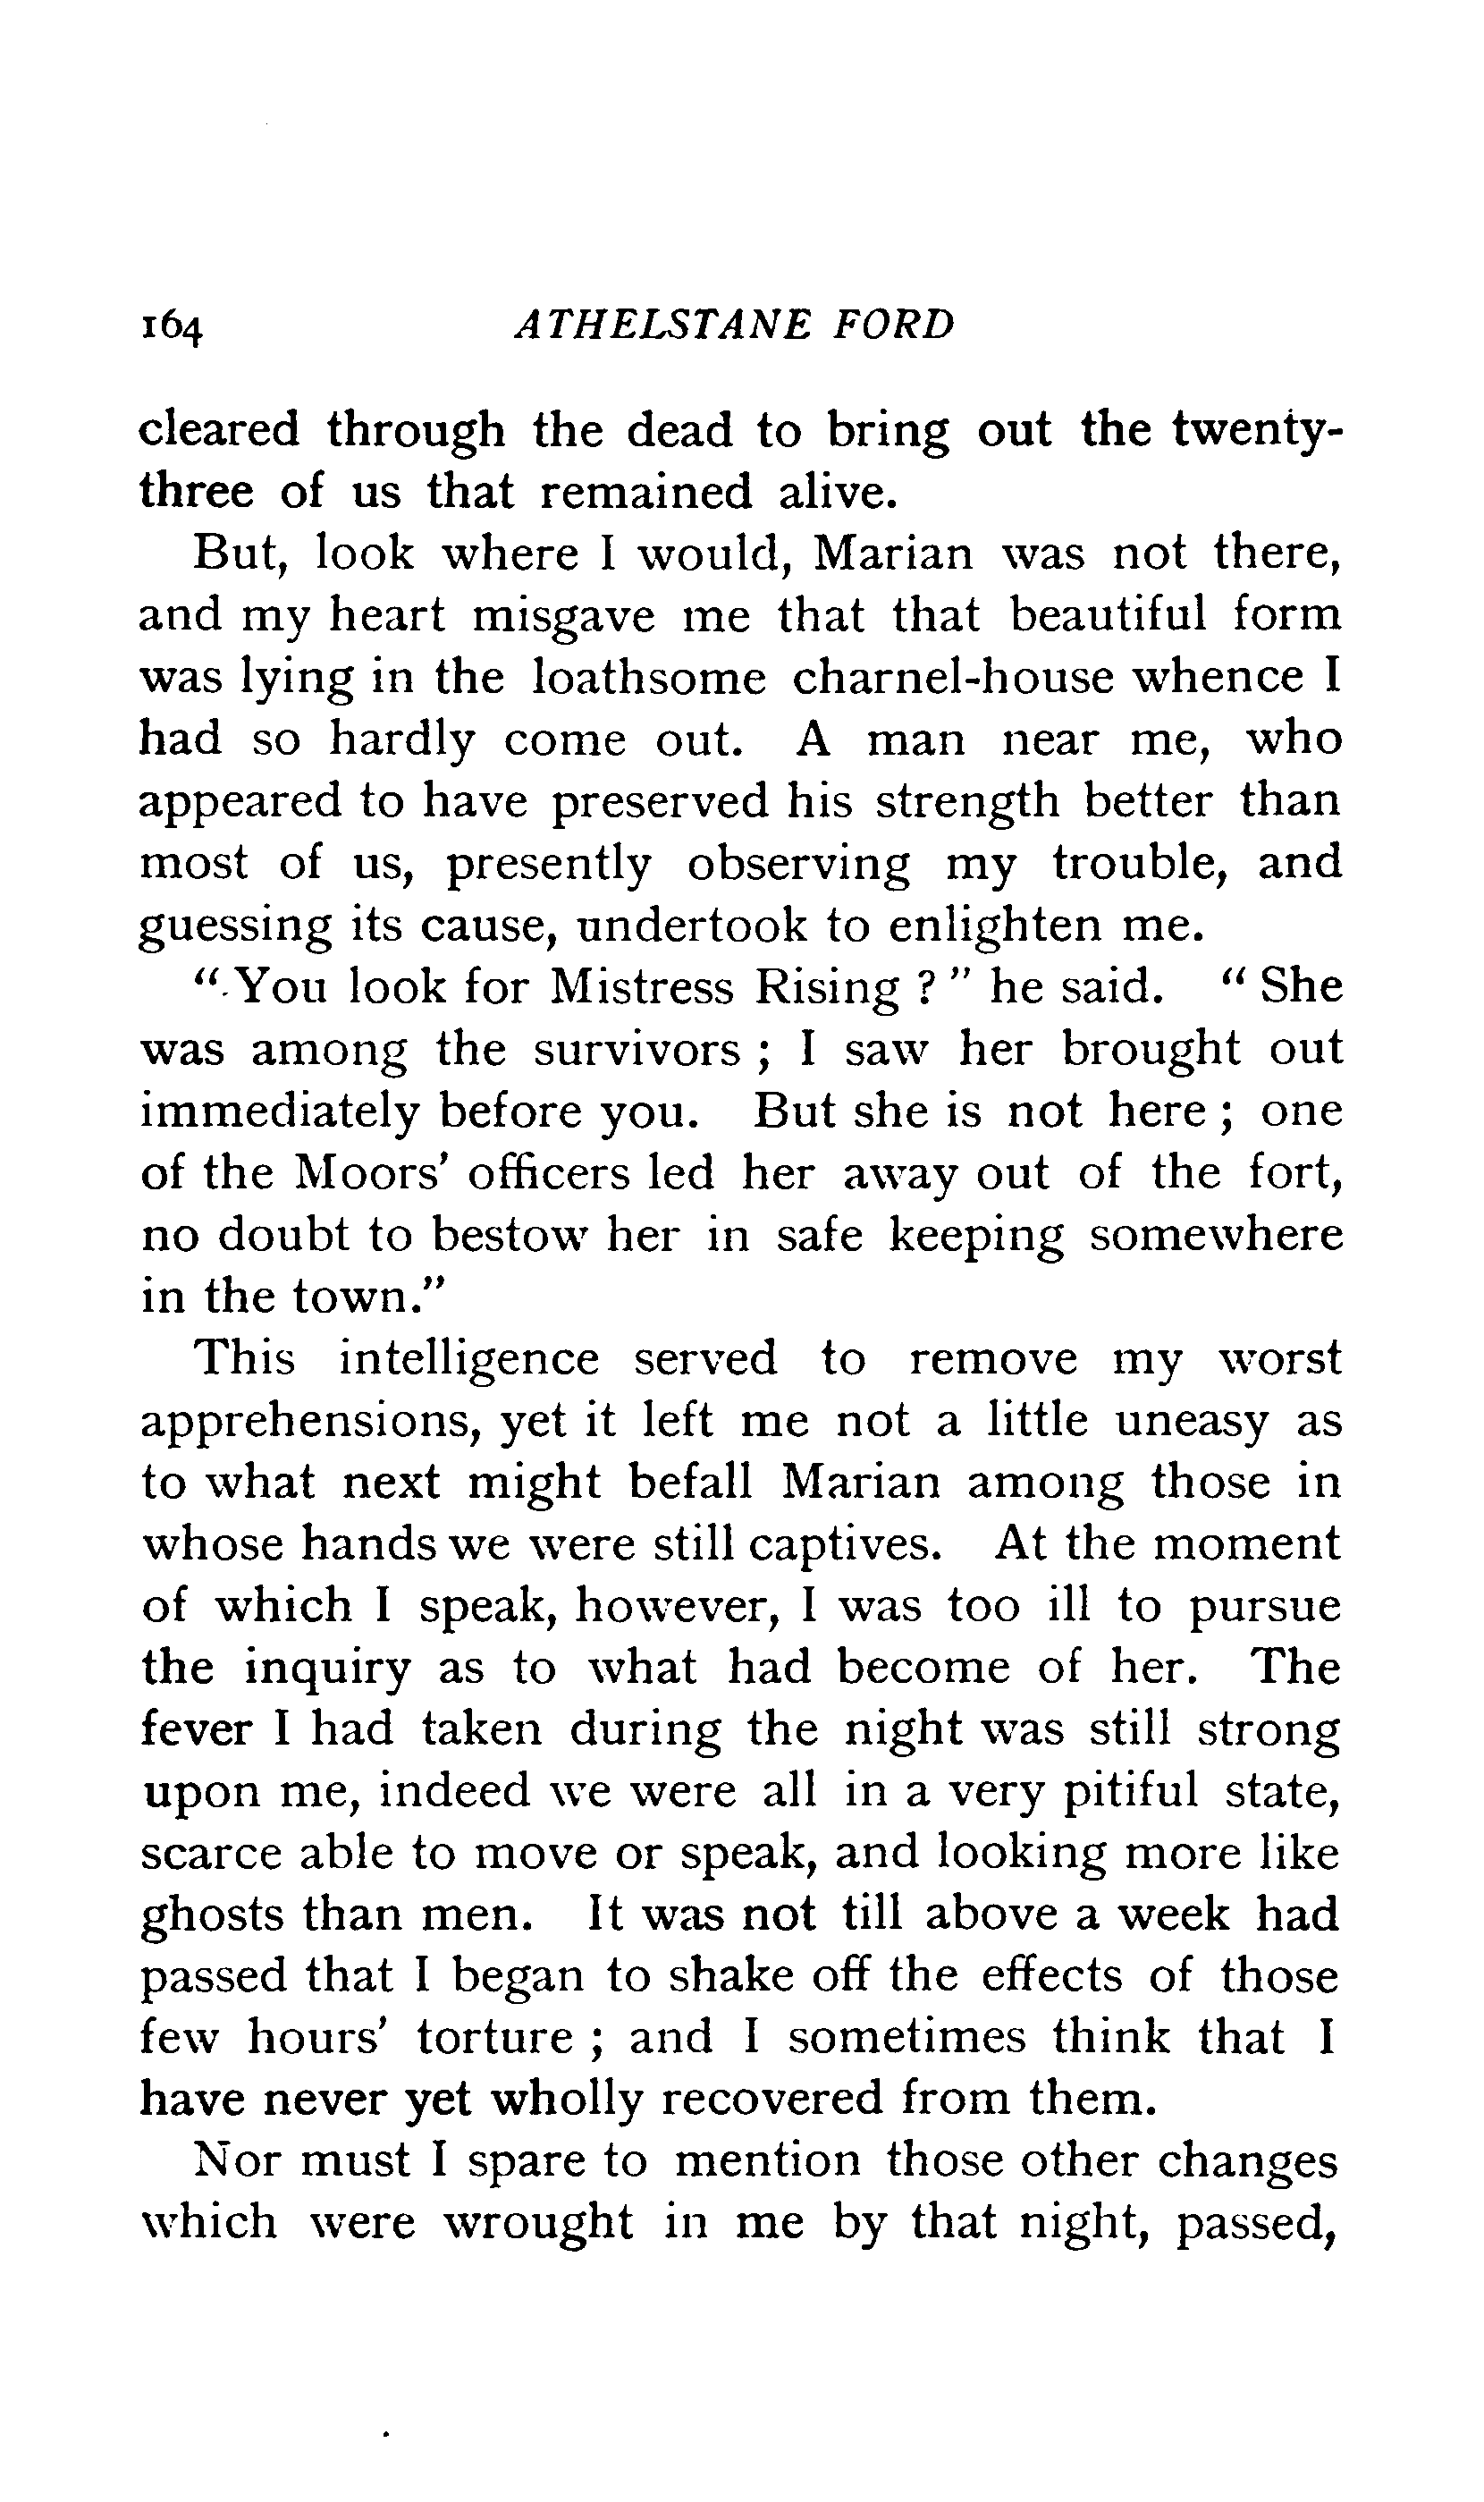 164 ATHELSTANE FORD
cleared through the dead to bring out the twenty-
three of us that remained alive.
But, look where I would, Marian was not there,
and my heart misgave me that that beautiful form
was lying in the loathsome charnel-house whence I
had so hardly come out. A man near me, who
appeared to have preserved his strength better than
most of us, presently observing my trouble, and
guessing its cause, undertook to enlighten me.
“You look for Mistress Rising ? ” he said. “ She
was among the survivors ; I saw her brought out
immediately before you. But she is not here ; one
of the Moors' officers led her away out of the fort,
no doubt to bestow her in safe keeping somewhere
in the town.”
This intelligence served to remove my worst
apprehensions, yet it left me not a little uneasy as
to what next might befall Marian among those in
whose hands we were still captives. At the moment
of which I speak, however, I was too ill to pursue
the inquiry as to what had become of her. The
fever I had taken during the night was still strong
upon me, indeed we were all in a very pitiful state,
scarce able to move or speak, and looking more like
ghosts than men. It was not till above a week had
passed that I began to shake off the effects of those
few hours' torture ; and I sometimes think that I
have never yet wholly recovered from them.
Nor must I spare to mention those other changes
which were wrought in me by that night, passed,